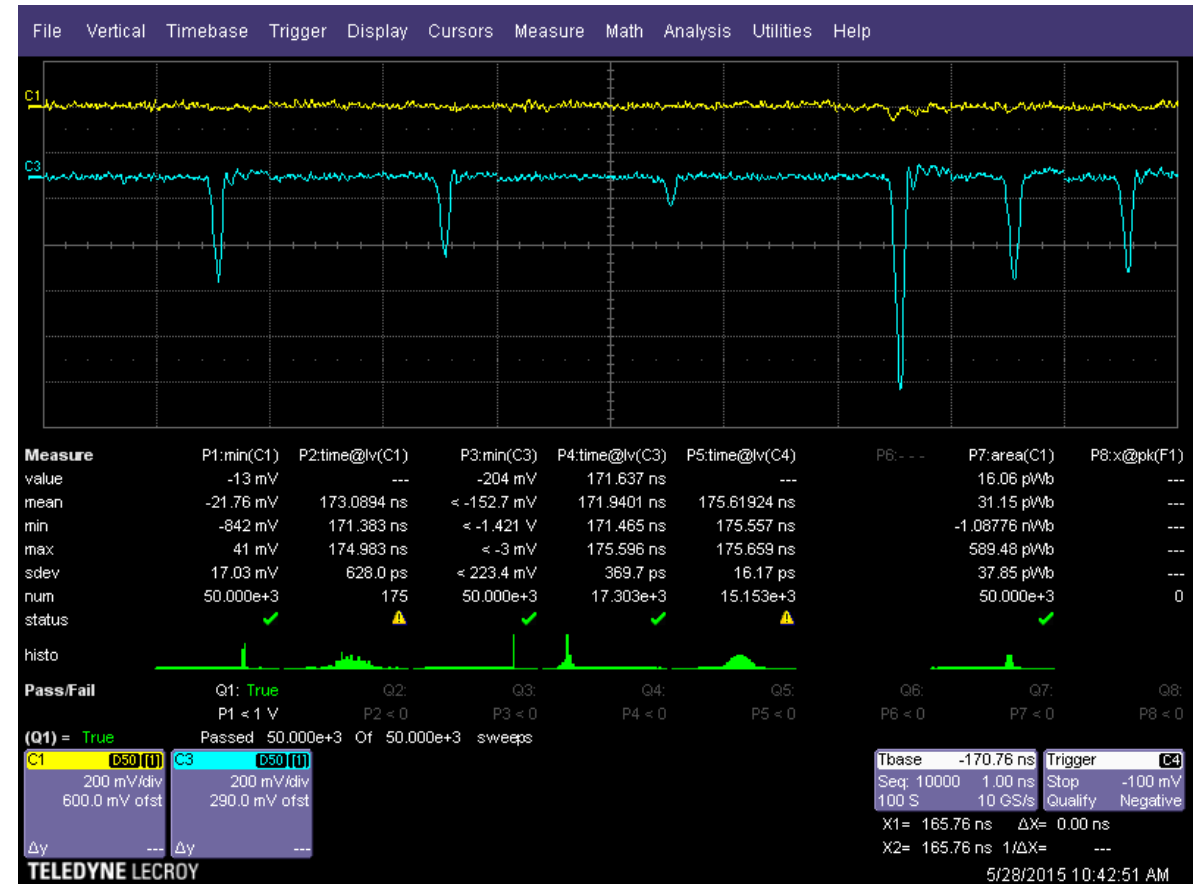 File Vertical Timebase Trigger Display Cursors Measure Math Analysis Utilities Help
C1
C3
Measure P1:min(C1) P2:time@lv(C1) P3:min(C3) P4:time@lv(C3) P5:time@lv(C4) P6:- - - P7:area(C1) P8:x@pk(F1)
value -13 mV --- -204 mV 171.637 ns --- 16.06 pWb ---
mean -21.76 mV 173.0894 ns < -152.7 mV 171.9401 ns 175.61924 ns 31.15 pWb ---
min -842 mV 171.383 ns < -1.421 V 171.465 ns 175.557 ns -1.08776 nWb ---
max 41 mV 174.983 ns < -3 mV 175.596 ns 175.659 ns 589.48 pWb ---
sdev 17.03 mV 628.0 ps < 223.4 mV 369.7 ps 16.17 ps 37.85 pWb ---
num 50.000e+3 175 50.000e+3 17.303e+3 15.153e+3 50.000e+3 0
status
histo
Pass/Fail Q1: True Q2: Q3: Q4: Q5: Q6: Q7: Q8:
P1 < 1 V P2 < 0 P3 < 0 P4 < 0 P5 < 0 P6 < 0 P7 < 0 P8 < 0
(Q1) = True Passed 50.000e+3 Of 50.000e+3 sweeps
C1 D50 [1] C3 D50 [1] Tbase -170.76 ns Trigger C4
200 mV/div 200 mV/div Seq: 10000 1.00 ns Stop -100 mV
600.0 mV ofst 290.0 mV ofst 100 S 10 GS/s Qualify Negative
X1= 165.76 ns ΔX= 0.00 ns
Δy --- Δy --- X2= 165.76 ns 1/ΔX= ---
TELEDYNE LECROY 5/28/2015 10:42:51 AM